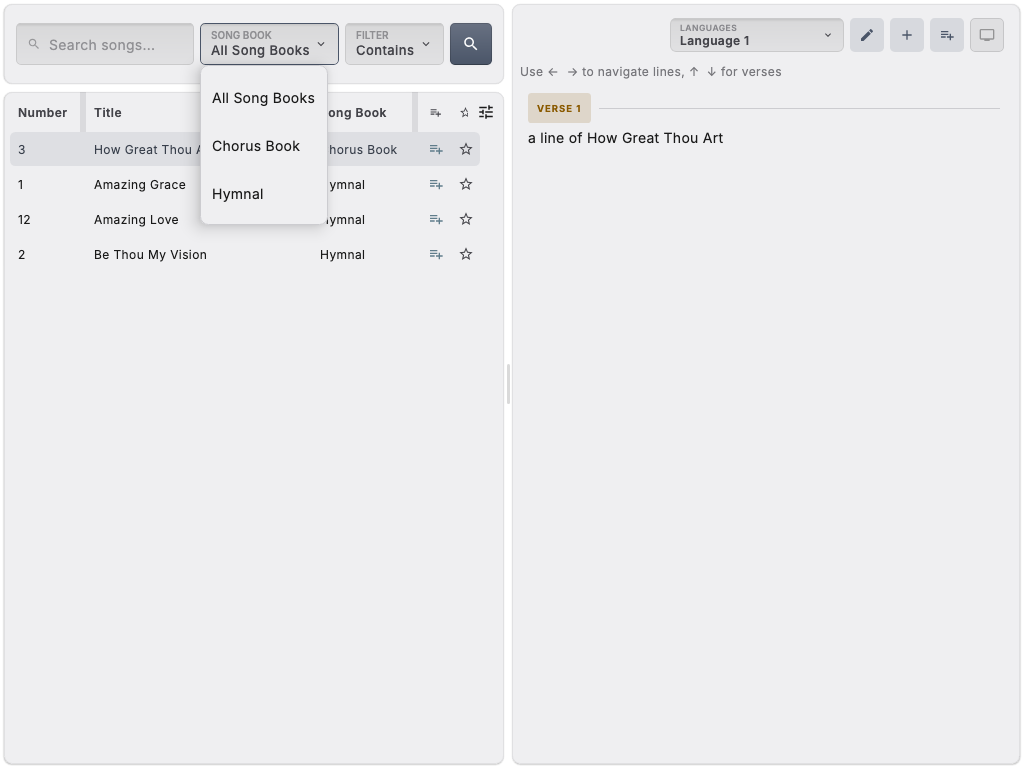 Search songs...
SONG BOOK
All Song Books
FILTER
Contains
All Song Books
Chorus Book
Hymnal
Number Title ong Book
3 How Great Thou A horus Book
1 Amazing Grace ymnal
12 Amazing Love ymnal
2 Be Thou My Vision Hymnal
LANGUAGES
Language 1
Use ← → to navigate lines, ↑ ↓ for verses
VERSE 1
a line of How Great Thou Art